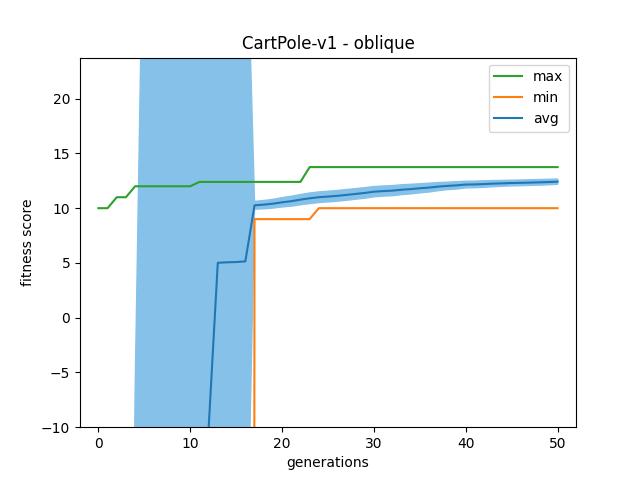 CartPole-v1 - oblique
max
min
avg
20
15
10
5
0
−5
−10
fitness score
0 10 20 30 40 50
generations